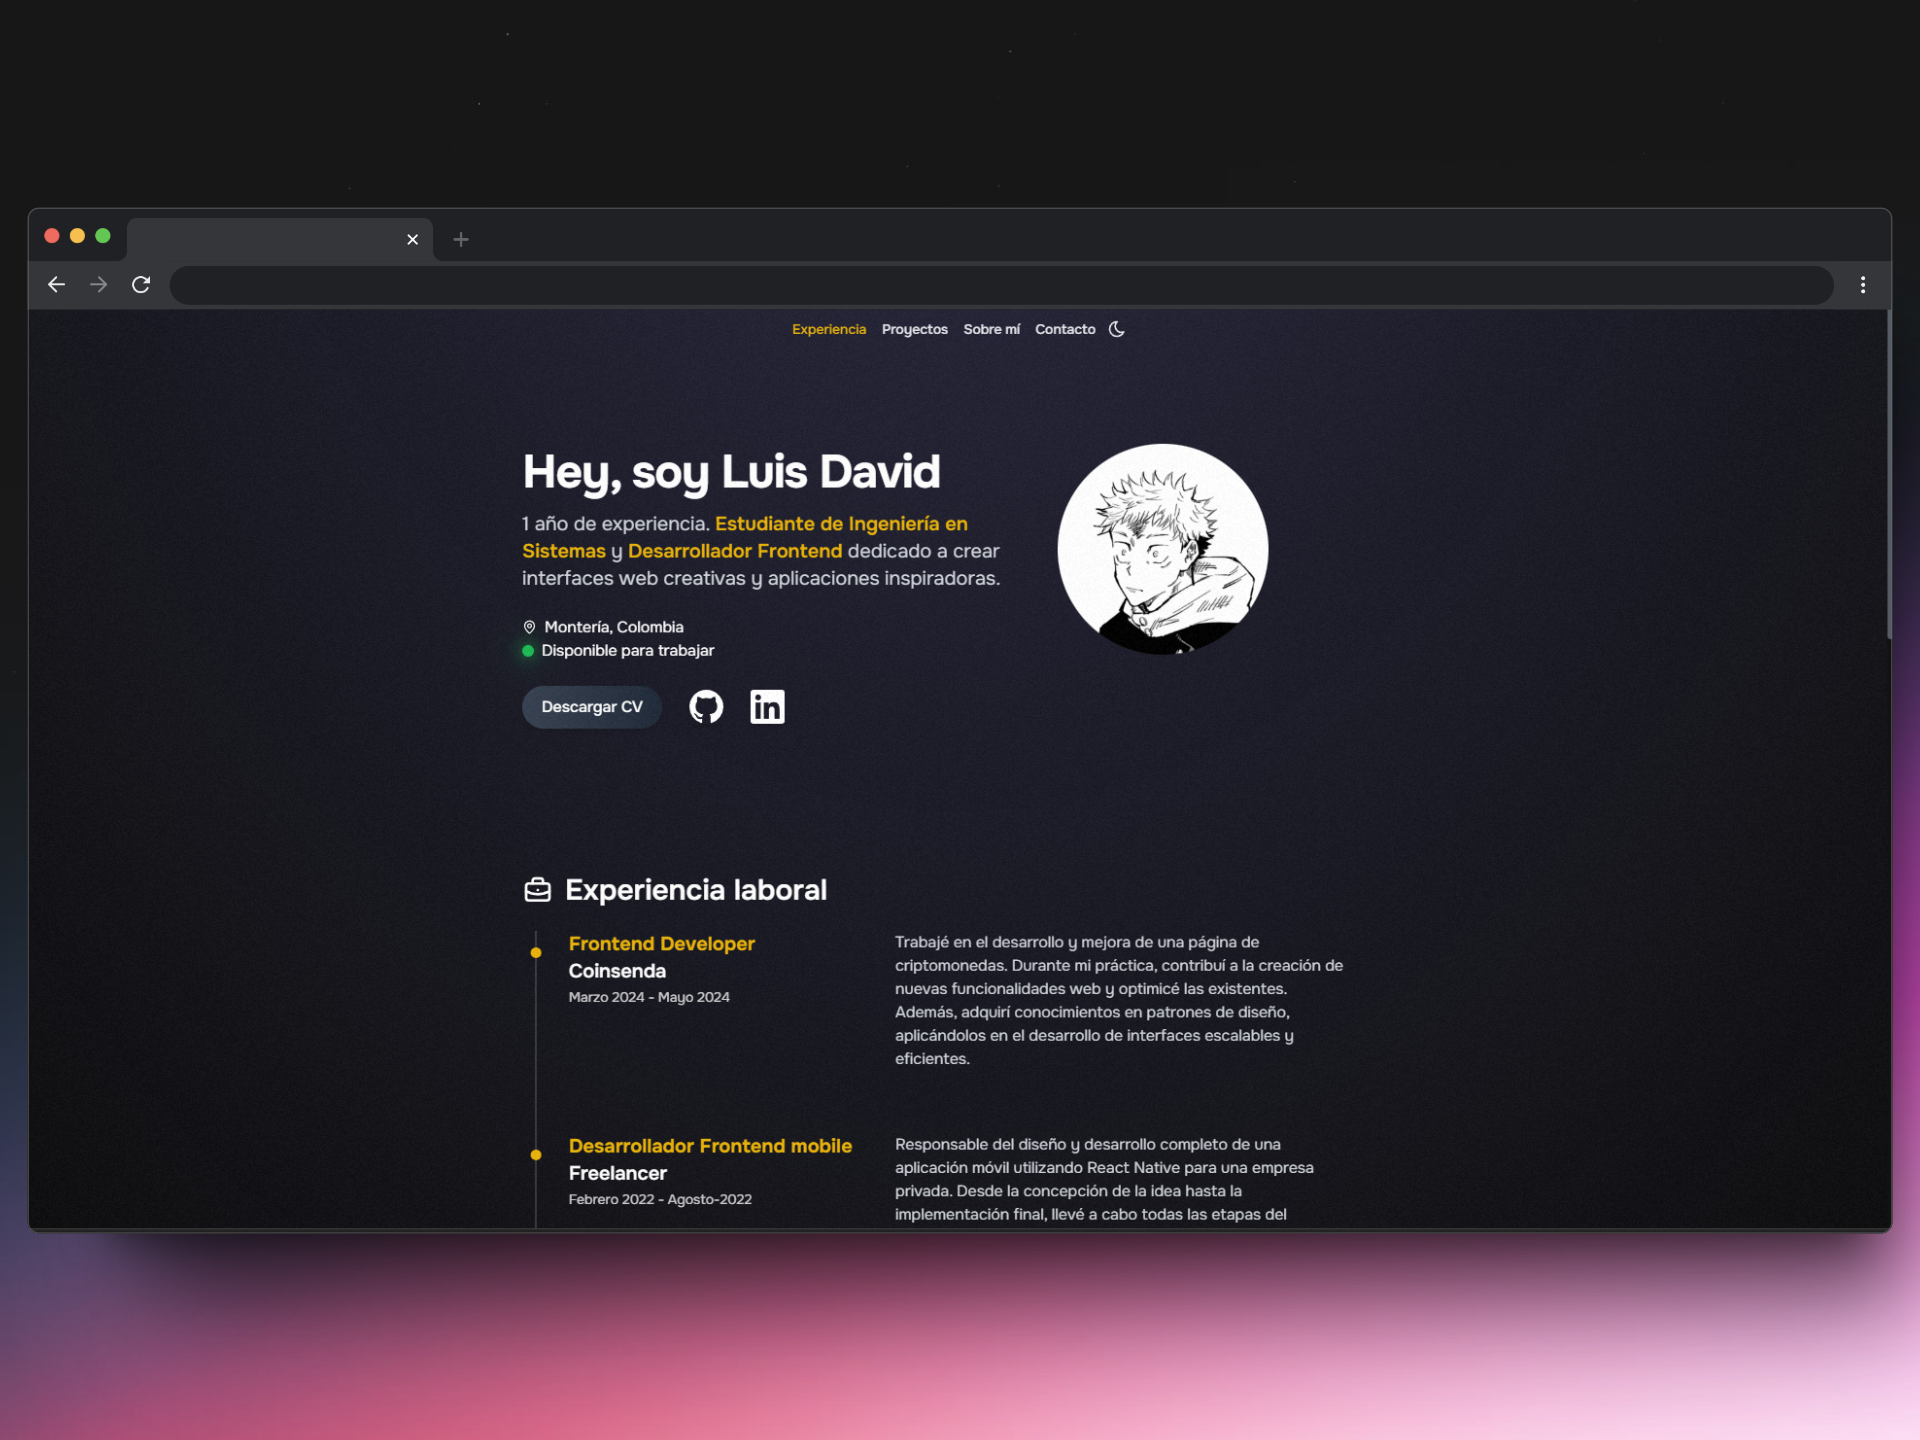 Experiencia Proyectos Sobre mí Contacto
Hey, soy Luis David
1 año de experiencia. Estudiante de Ingeniería en
Sistemas y Desarrollador Frontend dedicado a crear
interfaces web creativas y aplicaciones inspiradoras.
Montería, Colombia
Disponible para trabajar
Descargar CV
in
Experiencia laboral
Frontend Developer
Coinsenda
Marzo 2024 - Mayo 2024
Trabajé en el desarrollo y mejora de una página de
criptomonedas. Durante mi práctica, contribuí a la creación de
nuevas funcionalidades web y optimicé las existentes.
Además, adquirí conocimientos en patrones de diseño,
aplicándolos en el desarrollo de interfaces escalables y
eficientes.
Desarrollador Frontend mobile
Freelancer
Febrero 2022 - Agosto-2022
Responsable del diseño y desarrollo completo de una
aplicación móvil utilizando React Native para una empresa
privada. Desde la concepción de la idea hasta la
implementación final, llevé a cabo todas las etapas del